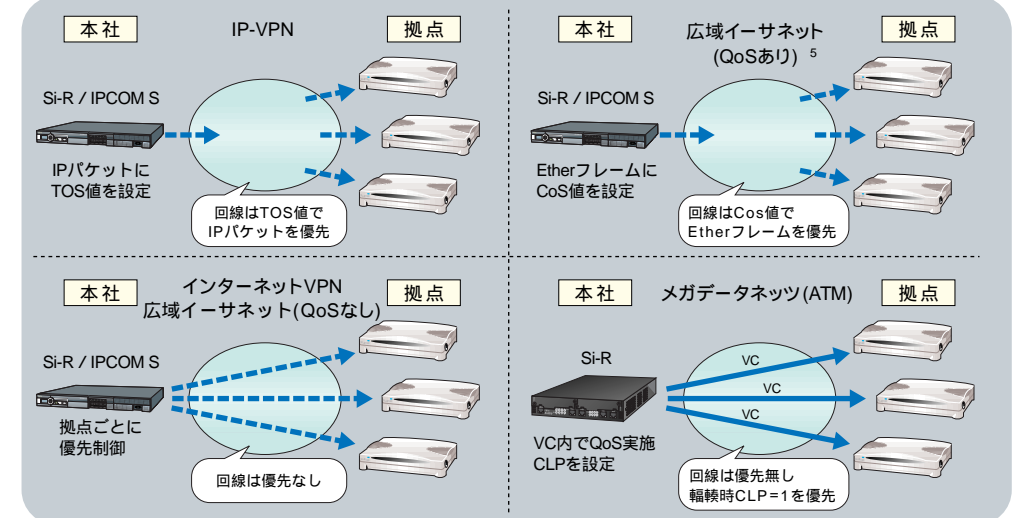 本社
IP-VPN
拠点
Si-R / IPCOM S
IPパケットに
TOS値を設定
回線はTOS値で
IPパケットを優先
本社
広域イーサネット
(QoSあり) 5
拠点
Si-R / IPCOM S
Etherフレームに
CoS値を設定
回線はCos値で
Etherフレームを優先
本社
インターネットVPN
広域イーサネット(QoSなし)
拠点
Si-R / IPCOM S
拠点ごとに
優先制御
回線は優先なし
本社
メガデータネッツ(ATM)
拠点
Si-R
VC
VC
VC
VC内でQoS実施
CLPを設定
回線は優先無し
輻輳時CLP=1を優先